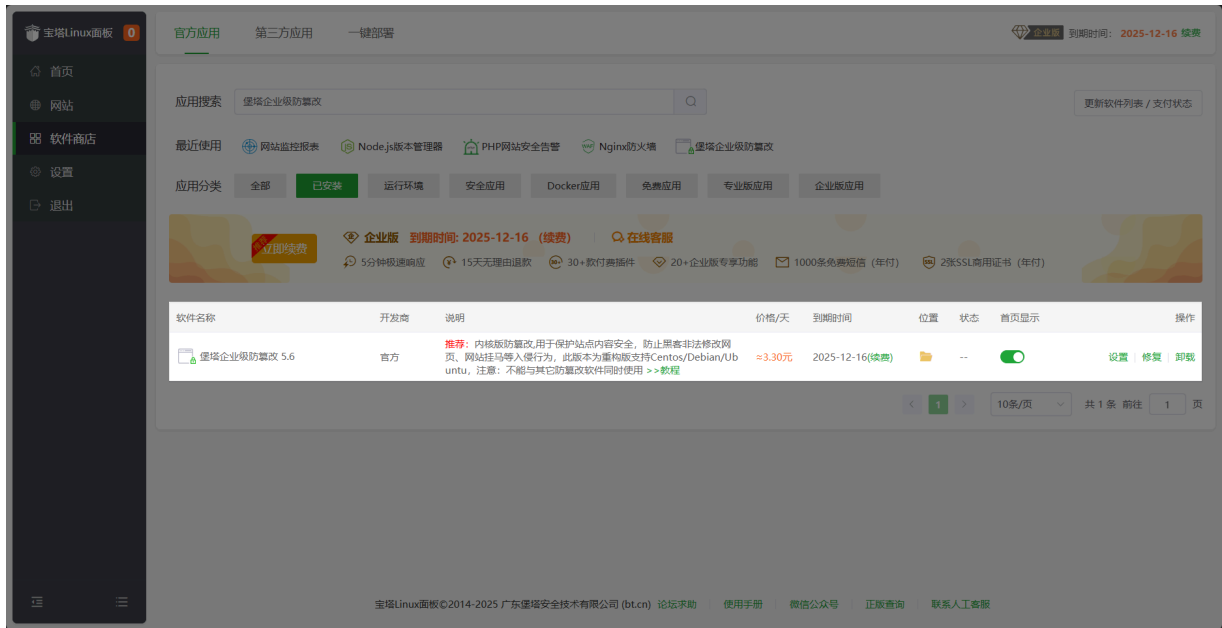 宝塔Linux面板 0
首页
网站
软件商店
设置
退出
官方应用 第三方应用 一键部署
企业版 到期时间: 2025-12-16 续费
应用搜索 堡塔企业级防篡改
更新软件列表 / 支付状态
最近使用 网站监控报表 JS Node.js版本管理器 PHP网站安全告警 WAF Nginx防火墙 堡塔企业级防篡改
应用分类 全部 已安装 运行环境 安全应用 Docker应用 免费应用 专业版应用 企业版应用
推荐 立即续费
企业版 到期时间: 2025-12-16 (续费) 在线客服
5分钟极速响应 15天无理由退款 30+款付费插件 20+企业版专享功能 1000条免费短信 (年付) 2张SSL商用证书 (年付)
软件名称 开发商 说明 价格/天 到期时间 位置 状态 首页显示 操作
堡塔企业级防篡改 5.6 官方
推荐: 内核版防篡改,用于保护站点内容安全, 防止黑客非法修改网
页、网站挂马等入侵行为, 此版本为重构版支持Centos/Debian/Ub
untu, 注意: 不能与其它防篡改软件同时使用 >>教程
≈3.30元 2025-12-16(续费) -- 设置 修复 卸载
1 10条/页 共 1 条 前往 1 页
宝塔Linux面板©2014-2025 广东堡塔安全技术有限公司 (bt.cn) 论坛求助 使用手册 微信公众号 正版查询 联系人工客服